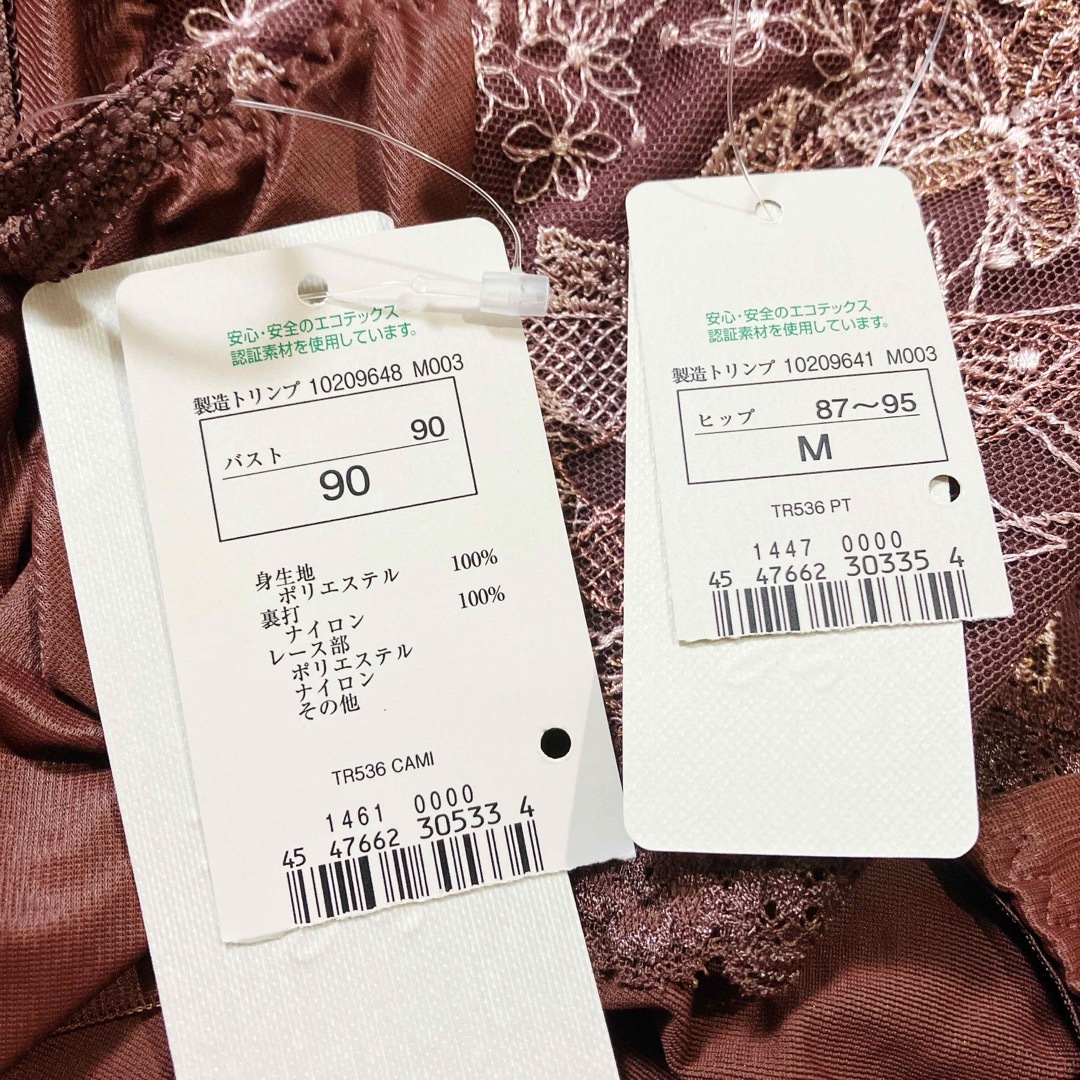 安心・安全のエコテックス
認証素材を使用しています。
製造トリンプ 10209648 M003
バスト 90
90
身生地
ポリエステル 100%
裏打
ナイロン 100%
レース部
ポリエステル
ナイロン
その他
TR536 CAMI
1461 0000
45 47662 30533 4
安心・安全のエコテックス
認証素材を使用しています。
製造トリンプ 10209641 M003
ヒップ 87〜95
M
TR536 PT
1447 0000
45 47662 30335 4